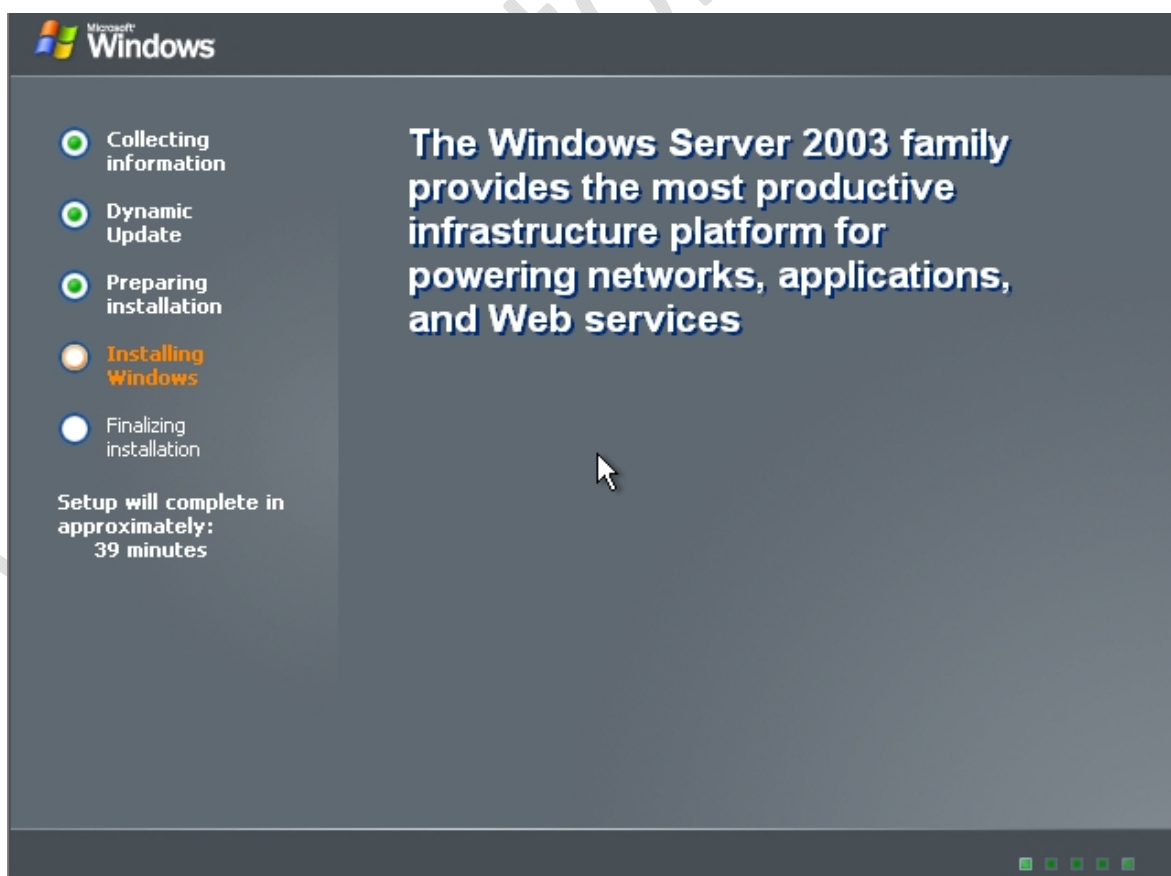 Microsoft
Windows
Collecting
information
Dynamic
Update
Preparing
installation
Installing
Windows
Finalizing
installation
Setup will complete in
approximately:
39 minutes
The Windows Server 2003 family
provides the most productive
infrastructure platform for
powering networks, applications,
and Web services